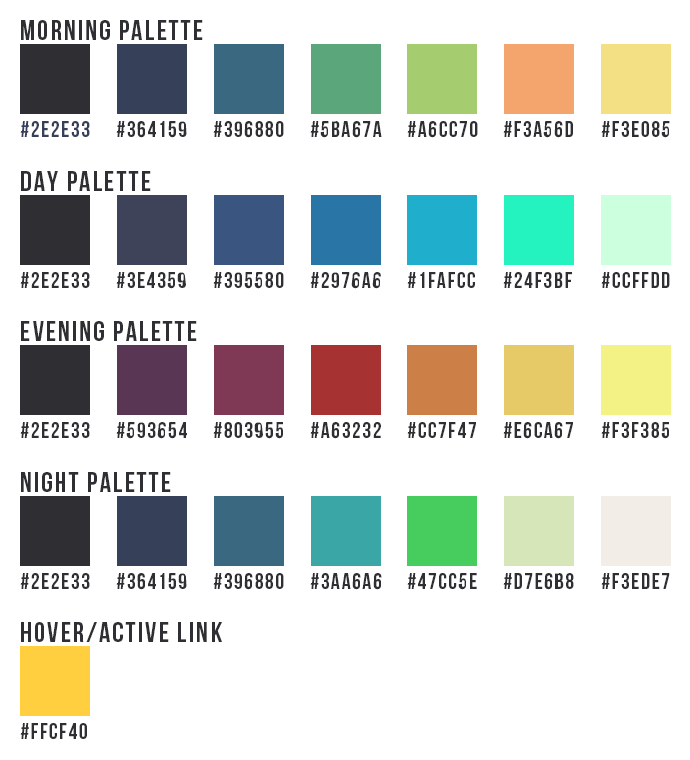 MORNING PALETTE
#2E2E33 #364159 #396880 #5BA67A #A6CC70 #F3A56D #F3E085
DAY PALETTE
#2E2E33 #3E4359 #395580 #2976A6 #1FAFCC #24F3BF #CCFFDD
EVENING PALETTE
#2E2E33 #593654 #803955 #A63232 #CC7F47 #E6CA67 #F3F385
NIGHT PALETTE
#2E2E33 #364159 #396880 #3AA6A6 #47CC5E #D7E6B8 #F3EDE7
HOVER/ACTIVE LINK
#FFCF40